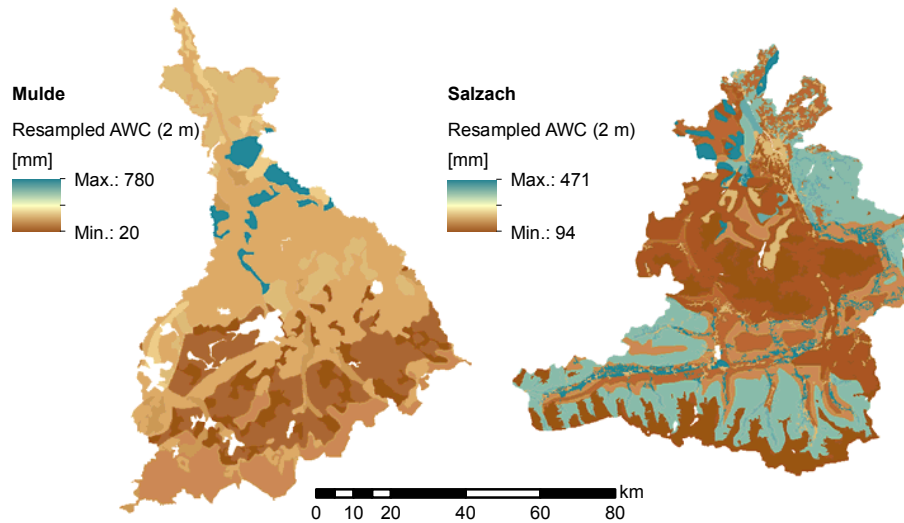 Mulde
Resampled AWC (2 m)
[mm]
Max.: 780
Min.: 20
Salzach
Resampled AWC (2 m)
[mm]
Max.: 471
Min.: 94
km
0 10 20 40 60 80